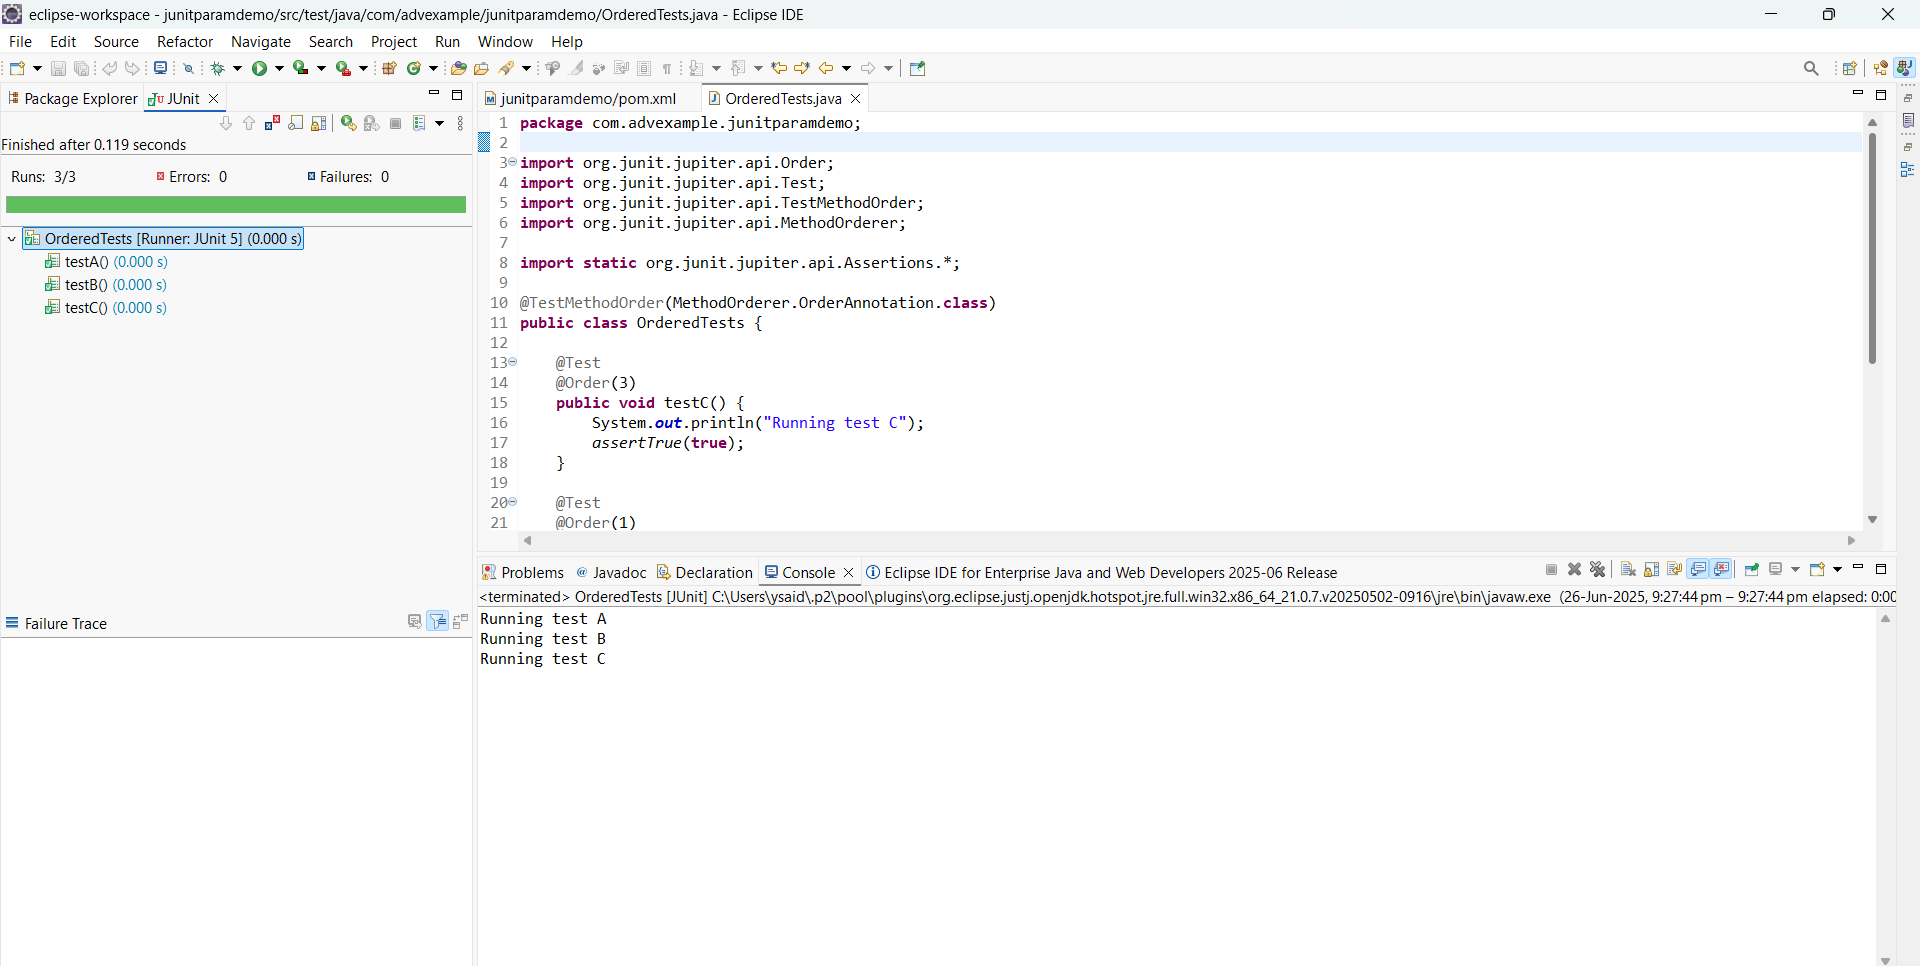 eclipse-workspace - junitparamdemo/src/test/java/com/advexample/junitparamdemo/OrderedTests.java - Eclipse IDE
File Edit Source Refactor Navigate Search Project Run Window Help
Package Explorer JUnit
Finished after 0.119 seconds
Runs: 3/3 Errors: 0 Failures: 0
OrderedTests [Runner: JUnit 5] (0.000 s)
testA() (0.000 s)
testB() (0.000 s)
testC() (0.000 s)
Failure Trace
junitparamdemo/pom.xml OrderedTests.java
1 package com.advexample.junitparamdemo;
2
3 import org.junit.jupiter.api.Order;
4 import org.junit.jupiter.api.Test;
5 import org.junit.jupiter.api.TestMethodOrder;
6 import org.junit.jupiter.api.MethodOrderer;
7
8 import static org.junit.jupiter.api.Assertions.*;
9
10 @TestMethodOrder(MethodOrderer.OrderAnnotation.class)
11 public class OrderedTests {
12
13 @Test
14 @Order(3)
15 public void testC() {
16 System.out.println("Running test C");
17 assertTrue(true);
18 }
19
20 @Test
21 @Order(1)
Problems Javadoc Declaration Console Eclipse IDE for Enterprise Java and Web Developers 2025-06 Release
<terminated> OrderedTests [JUnit] C:\Users\ysaid\.p2\pool\plugins\org.eclipse.justj.openjdk.hotspot.jre.full.win32.x86_64_21.0.7.v20250502-0916\jre\bin\javaw.exe (26-Jun-2025, 9:27:44 pm – 9:27:44 pm elapsed: 0:00
Running test A
Running test B
Running test C